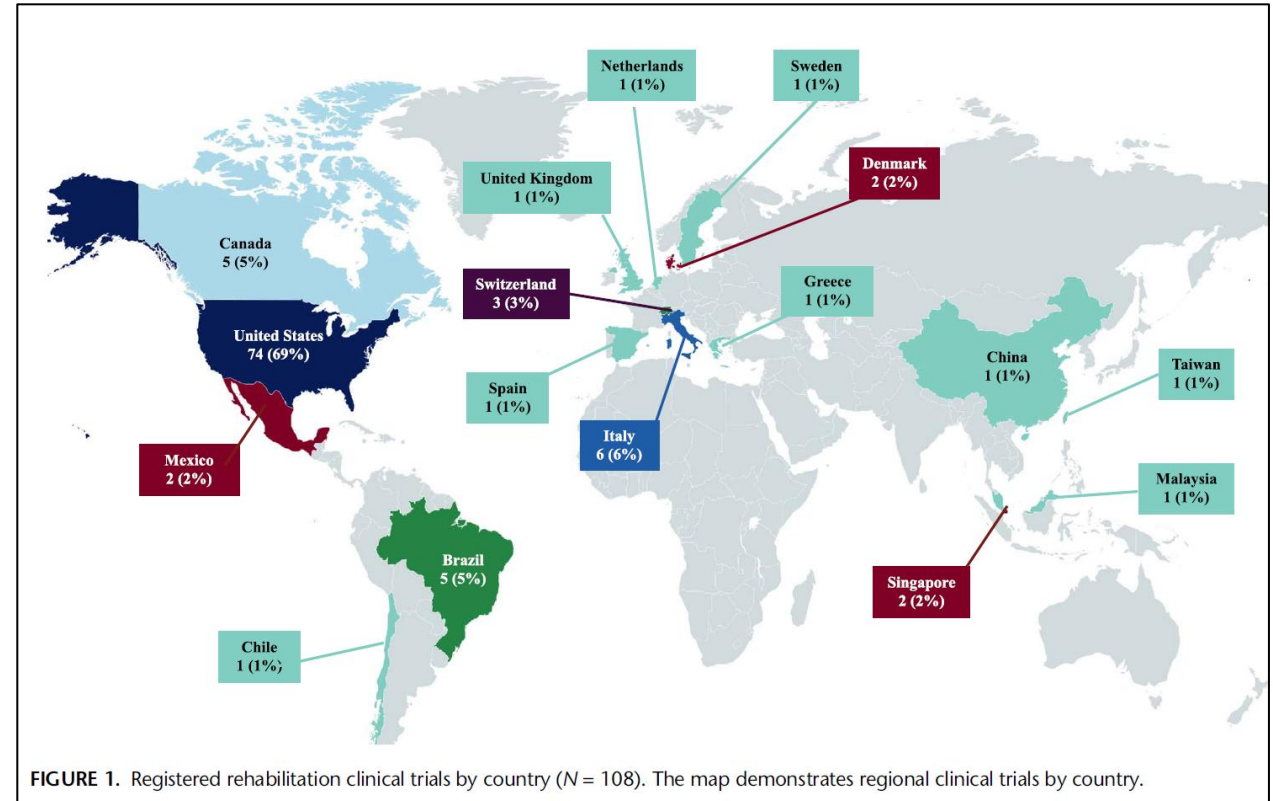 Netherlands
1 (1%)
Sweden
1 (1%)
United Kingdom
1 (1%)
Denmark
2 (2%)
Canada
5 (5%)
Switzerland
3 (3%)
Greece
1 (1%)
United States
74 (69%)
China
1 (1%)
Taiwan
1 (1%)
Spain
1 (1%)
Italy
6 (6%)
Mexico
2 (2%)
Malaysia
1 (1%)
Brazil
5 (5%)
Singapore
2 (2%)
Chile
1 (1%)
FIGURE 1. Registered rehabilitation clinical trials by country (N = 108). The map demonstrates regional clinical trials by country.